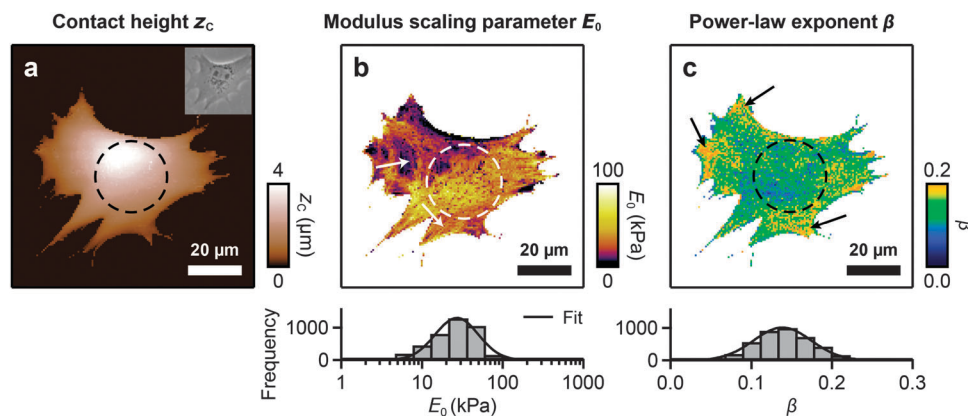 Contact height zC
Modulus scaling parameter E0
Power-law exponent β
a
b
c
4
zC (μm)
0
20 μm
100
E0 (kPa)
0
20 μm
0.2
β
0.0
20 μm
Frequency
1000
0
Fit
1 10 100 1000
E0 (kPa)
1000
0
0.0 0.1 0.2 0.3
β